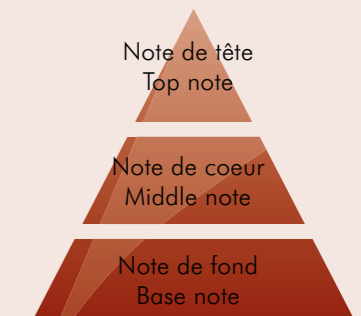 Note de tête
Top note
Note de coeur
Middle note
Note de fond
Base note